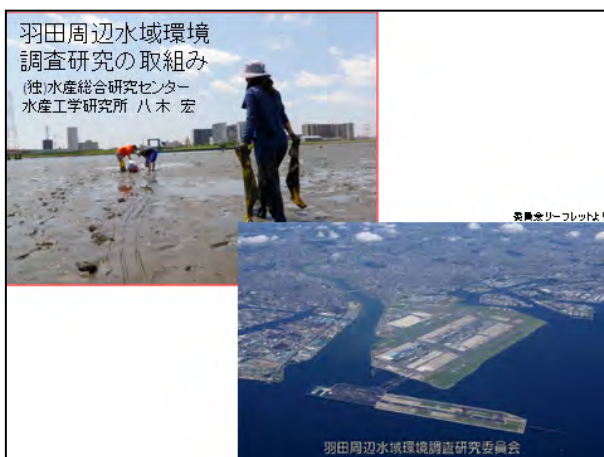 羽田周辺水域環境
調査研究の取組み
(独)水産総合研究センター
水産工学研究所 八木 宏
委員会リーフレットより
羽田周辺水域環境調査研究委員会